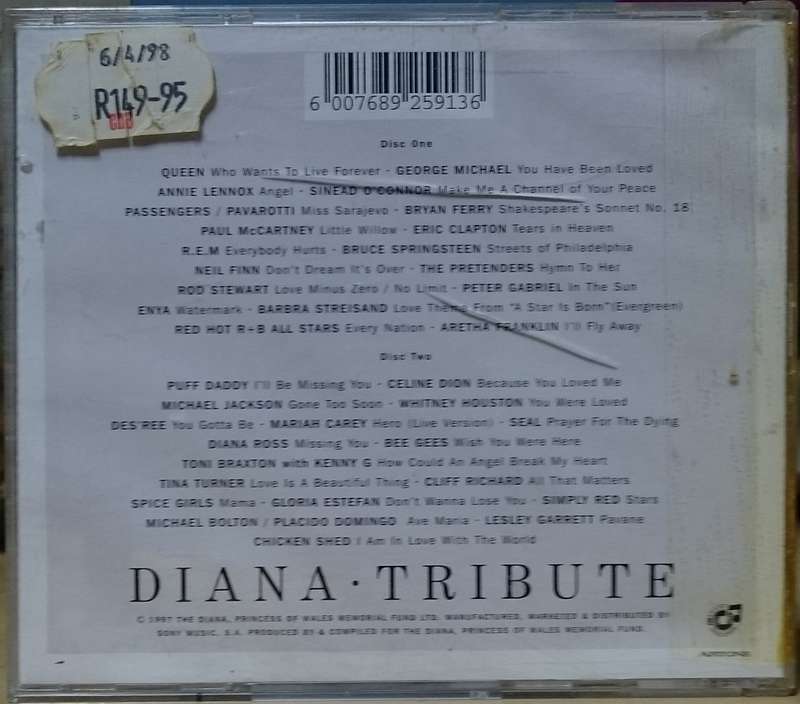 6/4/98
R149-95
6 007689 259136
Disc One
QUEEN Who Wants To Live Forever - GEORGE MICHAEL You Have Been Loved
ANNIE LENNOX Angel - SINEAD O'CONNOR Make Me A Channel of Your Peace
PASSENGERS / PAVAROTTI Miss Sarajevo - BRYAN FERRY Shakespeare's Sonnet No. 18
PAUL McCARTNEY Little Willow - ERIC CLAPTON Tears in Heaven
R.E.M Everybody Hurts - BRUCE SPRINGSTEEN Streets of Philadelphia
NEIL FINN Don't Dream It's Over - THE PRETENDERS Hymn To Her
ROD STEWART Love Minus Zero / No Limit - PETER GABRIEL In The Sun
ENYA Watermark - BARBRA STREISAND Love Theme From "A Star Is Born"(Evergreen)
RED HOT R+B ALL STARS Every Nation - ARETHA FRANKLIN I'll Fly Away
Disc Two
PUFF DADDY I'll Be Missing You - CELINE DION Because You Loved Me
MICHAEL JACKSON Gone Too Soon - WHITNEY HOUSTON You Were Loved
DES'REE You Gotta Be - MARIAH CAREY Hero (Live Version) - SEAL Prayer For The Dying
DIANA ROSS Missing You - BEE GEES Wish You Were Here
TONI BRAXTON with KENNY G How Could An Angel Break My Heart
TINA TURNER Love Is A Beautiful Thing - CLIFF RICHARD All That Matters
SPICE GIRLS Mama - GLORIA ESTEFAN Don't Wanna Lose You - SIMPLY RED Stars
MICHAEL BOLTON / PLACIDO DOMINGO Ave Maria - LESLEY GARRETT Pavane
CHICKEN SHED I Am In Love With The World
DIANA · TRIBUTE
© 1997 THE DIANA, PRINCESS OF WALES MEMORIAL FUND LTD. MANUFACTURED, MARKETED & DISTRIBUTED BY
SONY MUSIC, S.A. PRODUCED BY & COMPILED FOR THE DIANA, PRINCESS OF WALES MEMORIAL FUND.